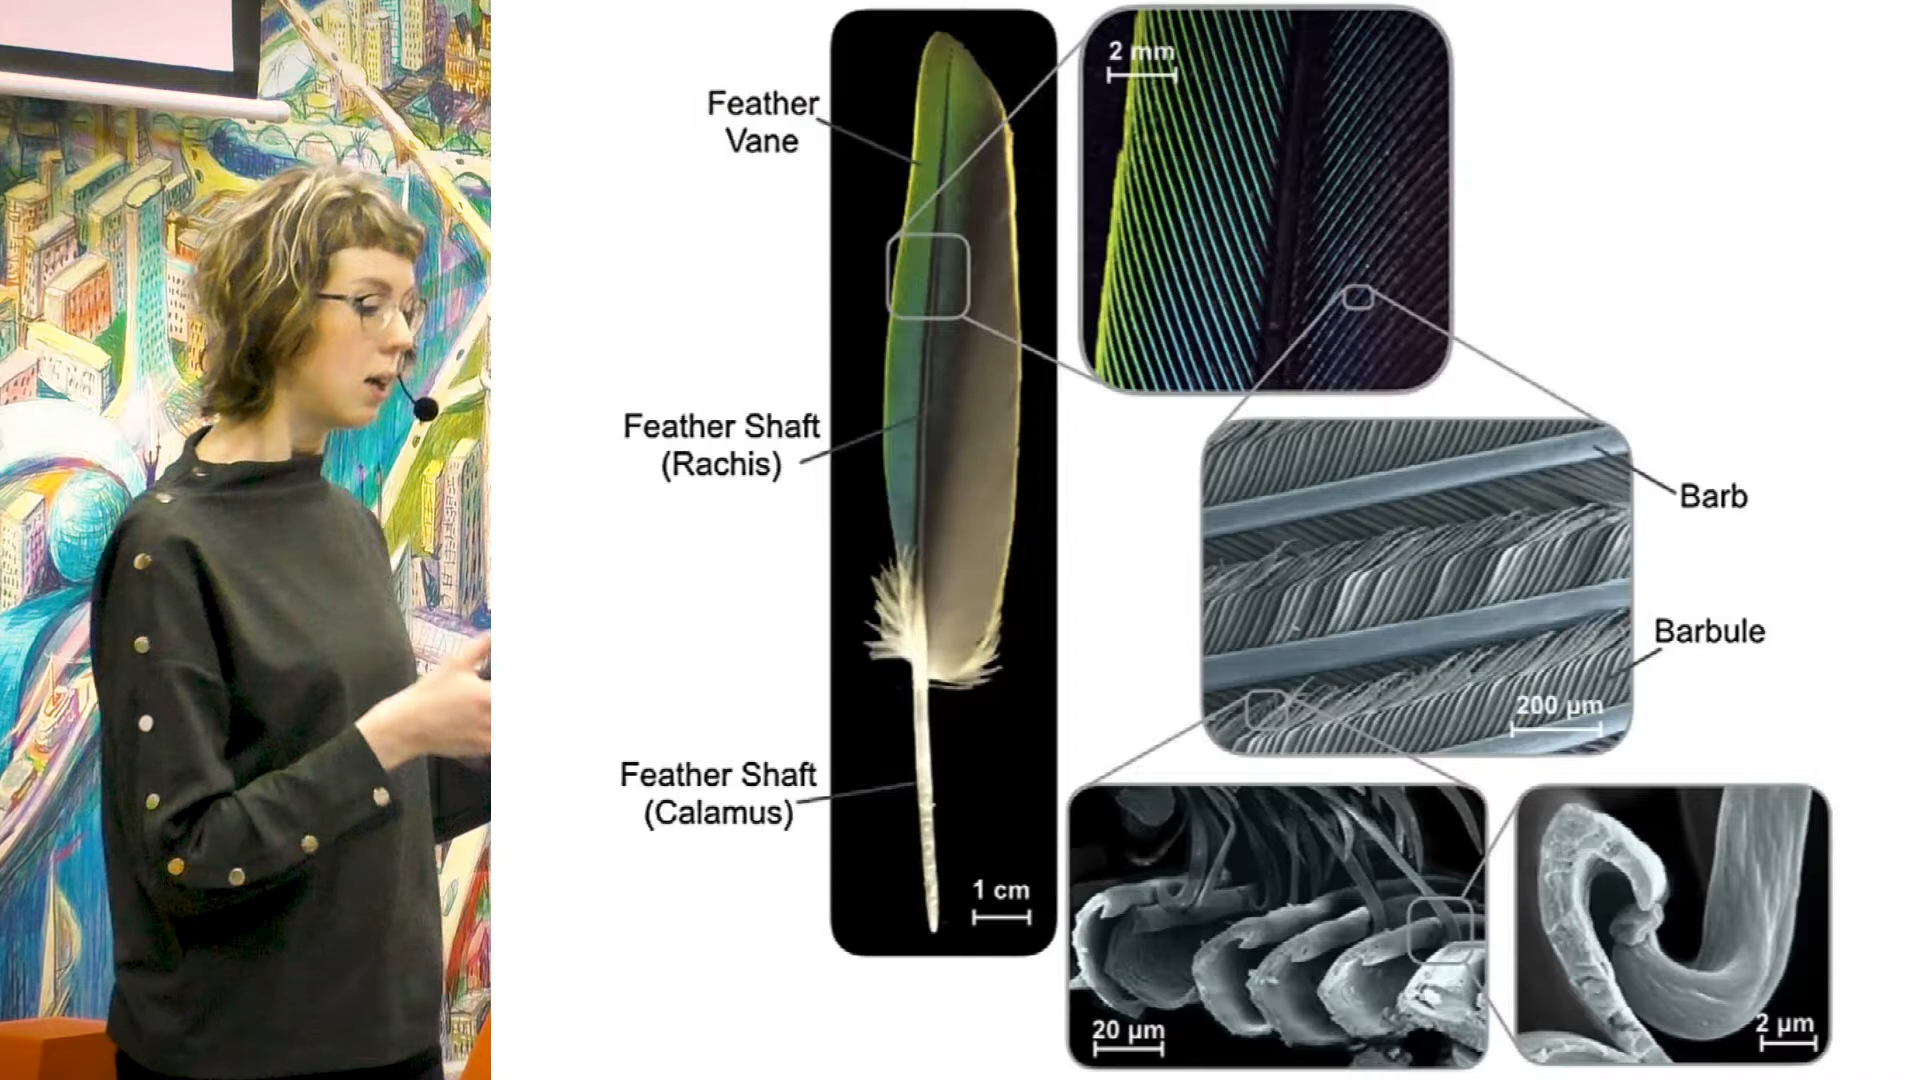 Feather
Vane
2 mm
Feather Shaft
(Rachis)
Barb
Barbule
200 µm
Feather Shaft
(Calamus)
1 cm
20 µm
2 µm